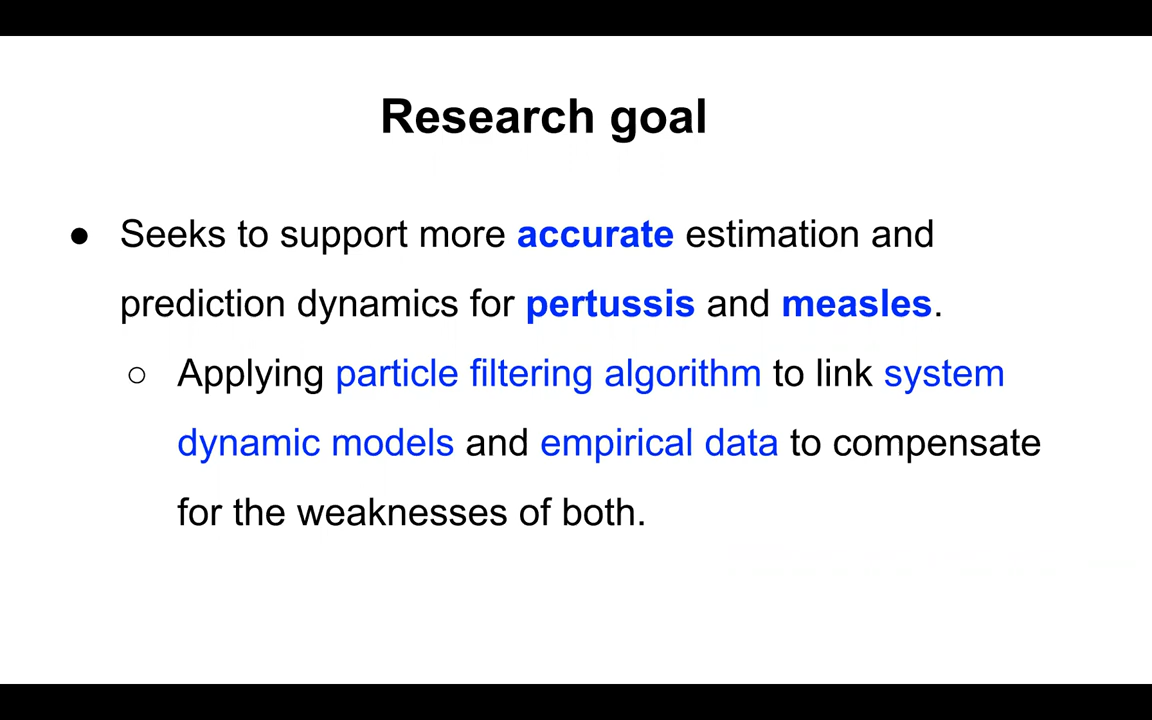 Research goal
● Seeks to support more accurate estimation and
prediction dynamics for pertussis and measles.
○ Applying particle filtering algorithm to link system
dynamic models and empirical data to compensate
for the weaknesses of both.